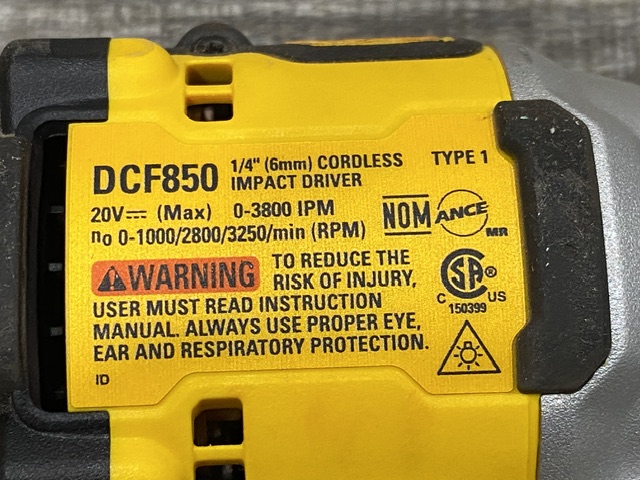 DCF850 1/4" (6mm) CORDLESS IMPACT DRIVER TYPE 1
20V⎓ (Max) 0-3800 IPM
no 0-1000/2800/3250/min (RPM)
NOM ANCE MR
WARNING TO REDUCE THE
RISK OF INJURY,
USER MUST READ INSTRUCTION
MANUAL. ALWAYS USE PROPER EYE,
EAR AND RESPIRATORY PROTECTION.
CSA®
C US
150399
ID